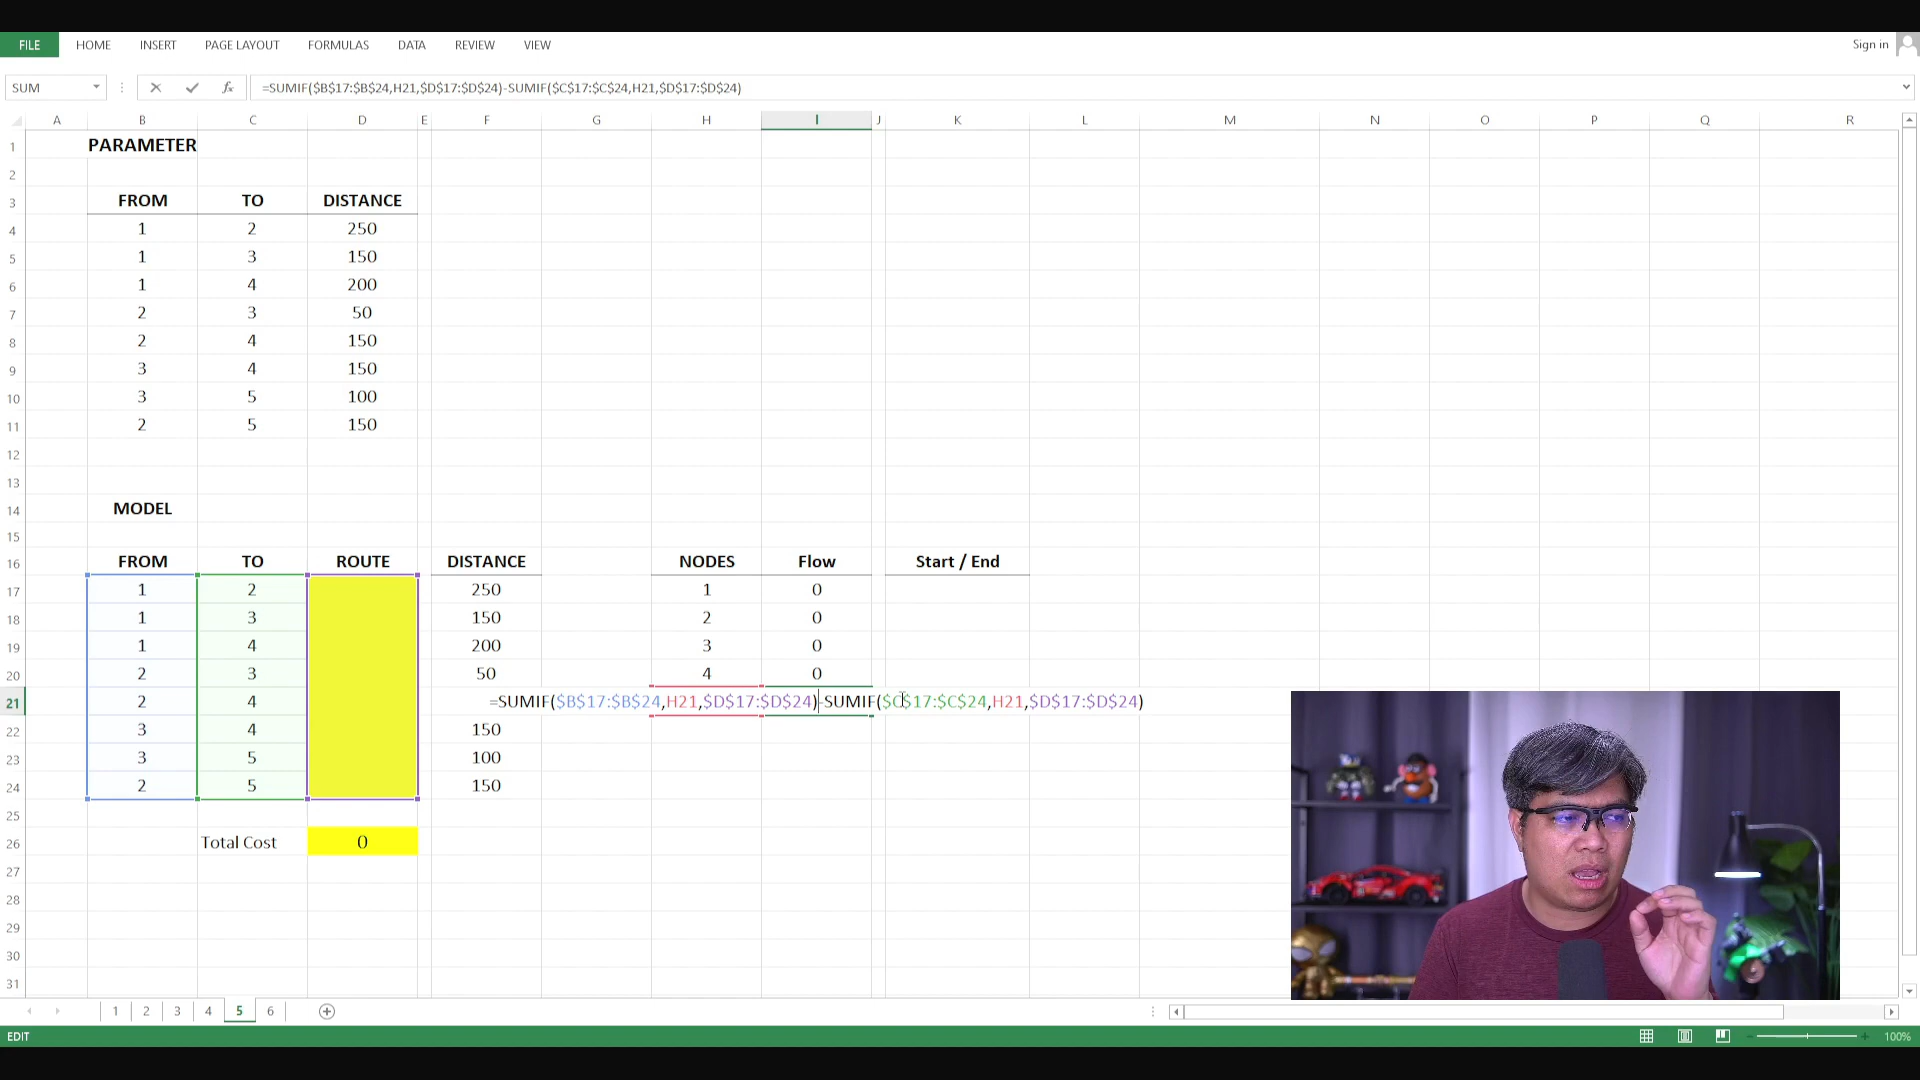 FILE HOME INSERT PAGE LAYOUT FORMULAS DATA REVIEW VIEW Sign in
SUM =SUMIF($B$17:$B$24,H21,$D$17:$D$24)-SUMIF($C$17:$C$24,H21,$D$17:$D$24)
A B C D E F G H I J K L M N O P Q R
1 PARAMETER
2
3 FROM TO DISTANCE
4 1 2 250
5 1 3 150
6 1 4 200
7 2 3 50
8 2 4 150
9 3 4 150
10 3 5 100
11 2 5 150
12
13
14 MODEL
15
16 FROM TO ROUTE DISTANCE NODES Flow Start / End
17 1 2 250 1 0
18 1 3 150 2 0
19 1 4 200 3 0
20 2 3 50 4 0
21 2 4 =SUMIF($B$17:$B$24,H21,$D$17:$D$24)-SUMIF($C$17:$C$24,H21,$D$17:$D$24)
22 3 4 150
23 3 5 100
24 2 5 150
25
26 Total Cost 0
27
28
29
30
31
1 2 3 4 5 6
EDIT 100%